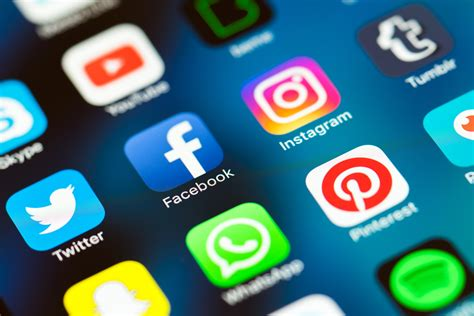 YouTube
Tumblr
Skype
Facebook
Instagram
Twitter
WhatsApp
Pinterest